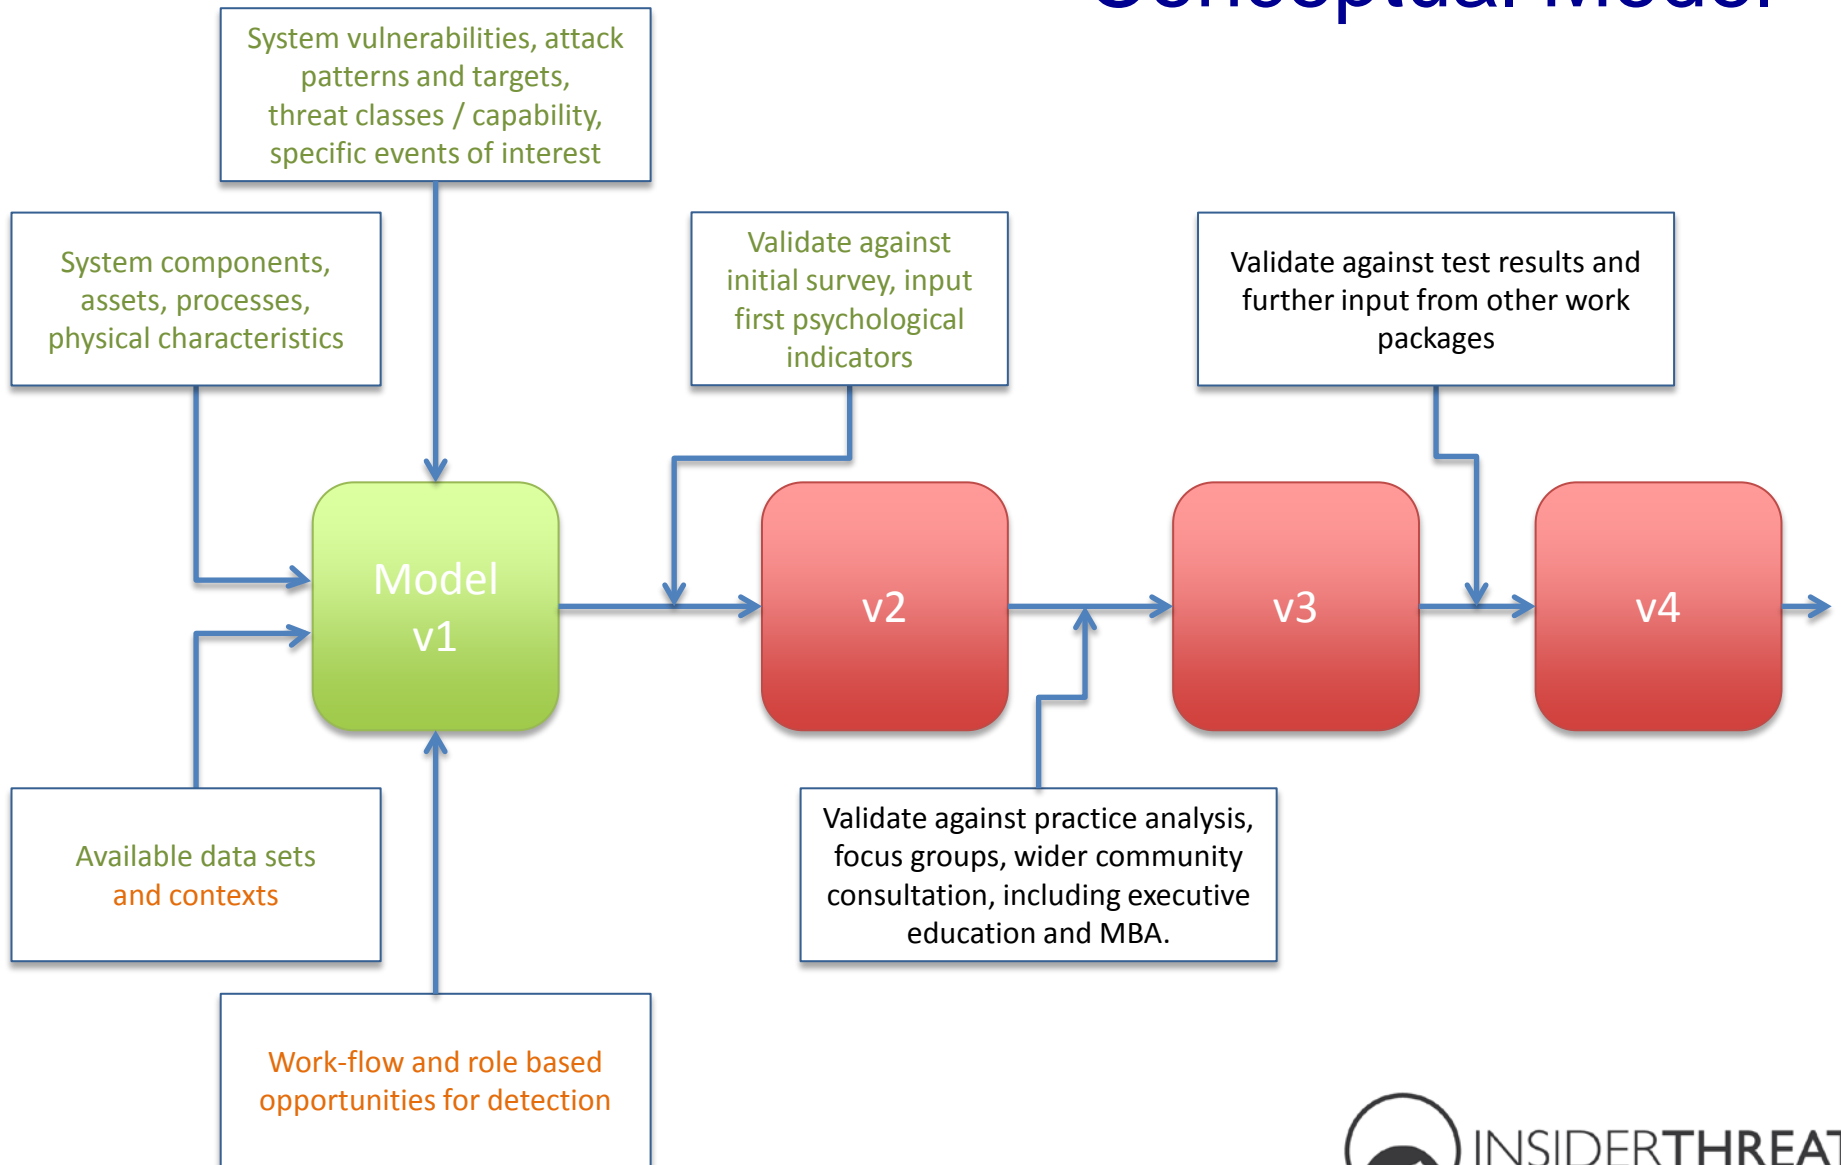 Conceptual Model
System vulnerabilities, attack
patterns and targets,
threat classes / capability,
specific events of interest
System components,
assets, processes,
physical characteristics
Validate against
initial survey, input
first psychological
indicators
Validate against test results and
further input from other work
packages
Model
v1
v2
v3
v4
Available data sets
and contexts
Validate against practice analysis,
focus groups, wider community
consultation, including executive
education and MBA.
Work-flow and role based
opportunities for detection
INSIDERTHREAT